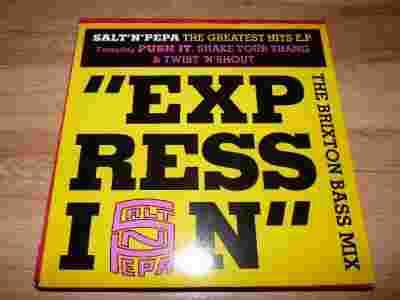 SALT'N'PEPA THE GREATEST HITS E.P.
Featuring PUSH IT, SHAKE YOUR THANG
& TWIST 'N' SHOUT
"EXP
RESS
ION"
SALT
N
PEPA
THE BRIXTON BASS MIX